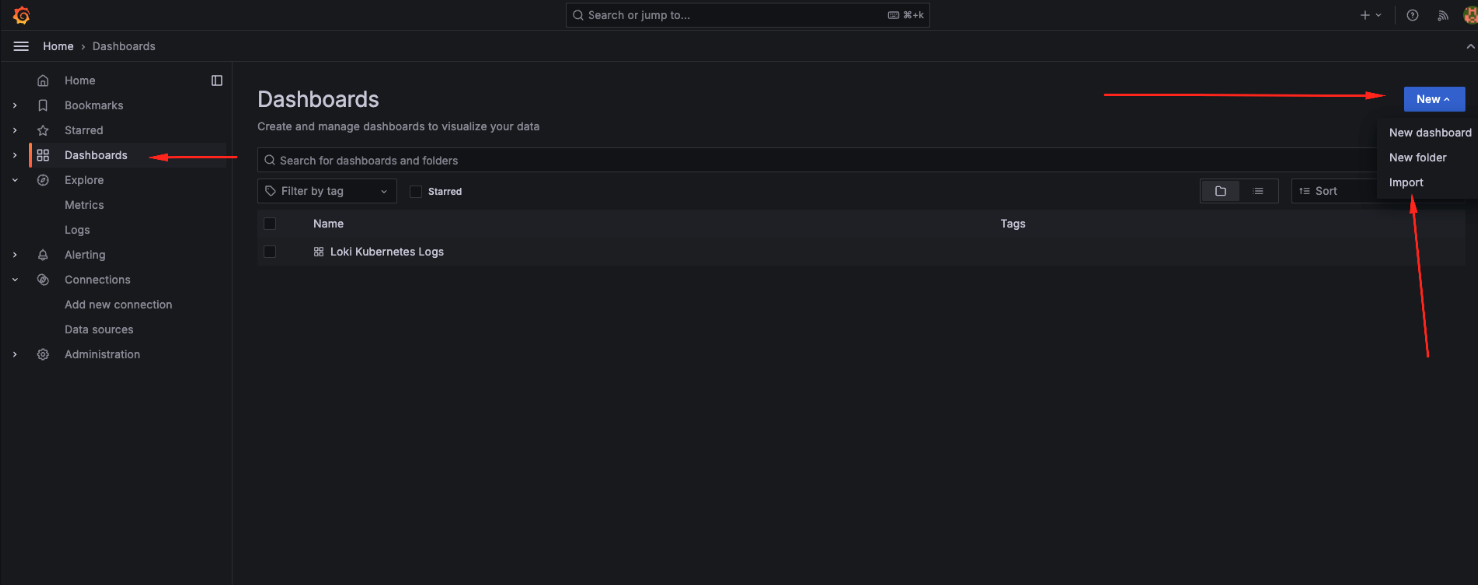 Search or jump to... ⌘+k
Home › Dashboards
Home
Bookmarks
Starred
Dashboards
Explore
Metrics
Logs
Alerting
Connections
Add new connection
Data sources
Administration
Dashboards
Create and manage dashboards to visualize your data
New
New dashboard
New folder
Import
Search for dashboards and folders
Filter by tag
Starred
Sort
Name Tags
Loki Kubernetes Logs